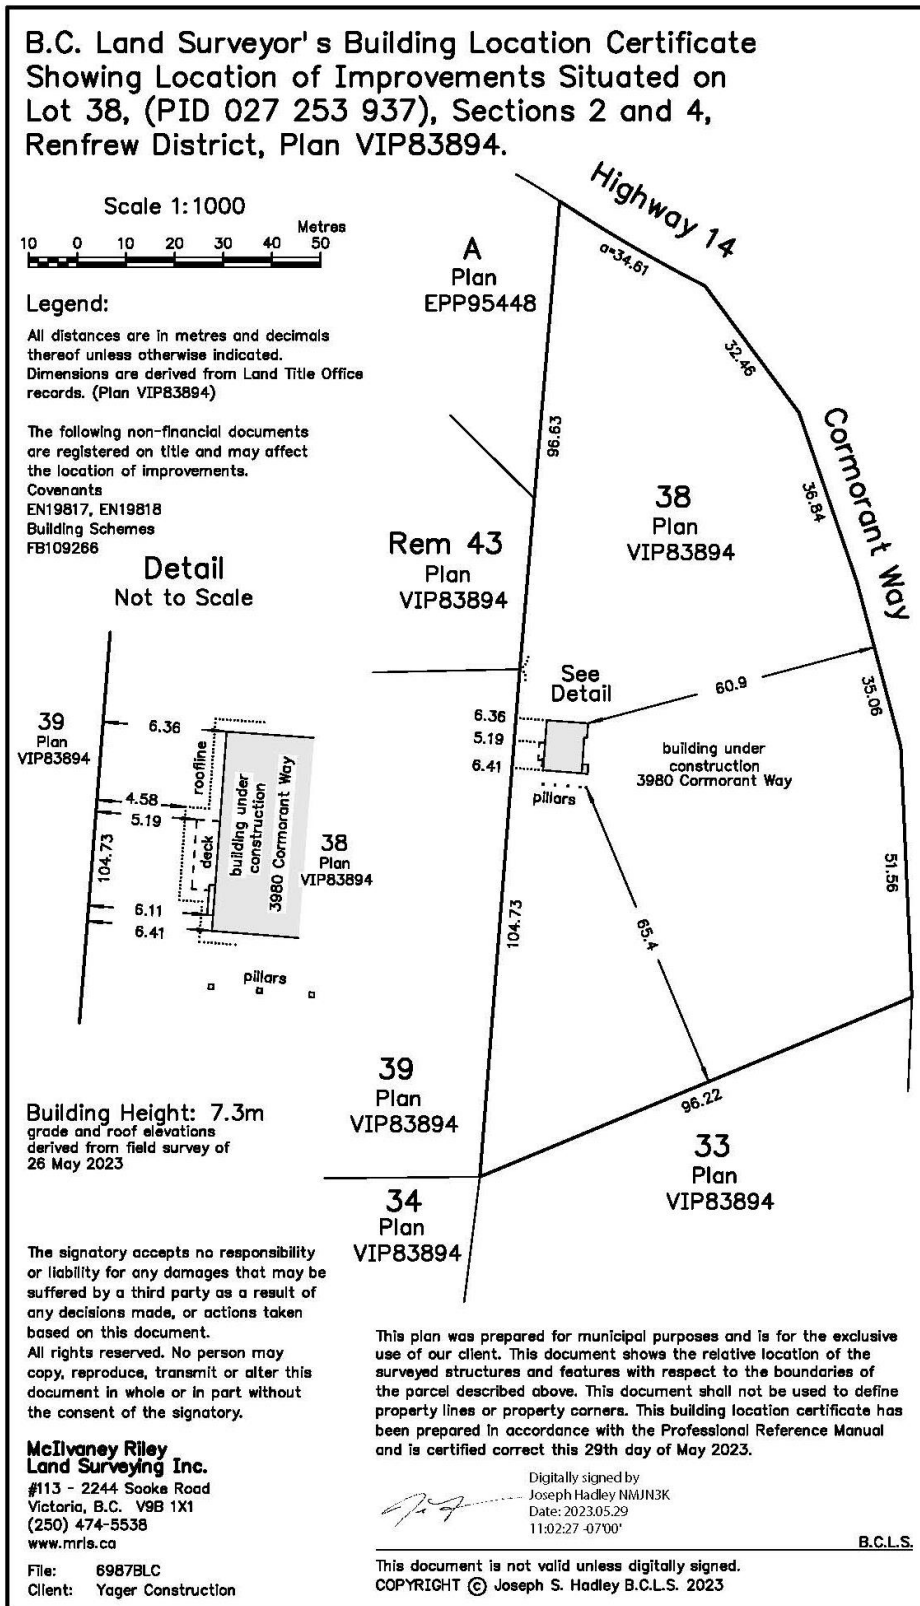 B.C. Land Surveyor's Building Location Certificate
Showing Location of Improvements Situated on
Lot 38, (PID 027 253 937), Sections 2 and 4,
Renfrew District, Plan VIP83894.
Scale 1:1000
Metres
10 0 10 20 30 40 50
Legend:
All distances are in metres and decimals
thereof unless otherwise indicated.
Dimensions are derived from Land Title Office
records. (Plan VIP83894)
The following non-financial documents
are registered on title and may affect
the location of improvements.
Covenants
EN19817, EN19818
Building Schemes
FB109266
Highway 14
a=34.61
A
Plan
EPP95448
32.46
96.63
Cormorant Way
36.84
38
Plan
VIP83894
Rem 43
Plan
VIP83894
See
Detail
60.9
35.06
6.36
5.19
6.41
building under
construction
3980 Cormorant Way
pillars
51.56
104.73
65.4
96.22
39
Plan
VIP83894
33
Plan
VIP83894
34
Plan
VIP83894
Detail
Not to Scale
39
Plan
VIP83894
6.36
roofline
4.58
5.19
deck
building under
construction
3980 Cormorant Way
38
Plan
VIP83894
104.73
6.11
6.41
pillars
Building Height: 7.3m
grade and roof elevations
derived from field survey of
26 May 2023
The signatory accepts no responsibility
or liability for any damages that may be
suffered by a third party as a result of
any decisions made, or actions taken
based on this document.
All rights reserved. No person may
copy, reproduce, transmit or alter this
document in whole or in part without
the consent of the signatory.
McIlvaney Riley
Land Surveying Inc.
#113 - 2244 Sooke Road
Victoria, B.C. V9B 1X1
(250) 474-5538
www.mrls.ca
File: 6987BLC
Client: Yager Construction
This plan was prepared for municipal purposes and is for the exclusive
use of our client. This document shows the relative location of the
surveyed structures and features with respect to the boundaries of
the parcel described above. This document shall not be used to define
property lines or property corners. This building location certificate has
been prepared in accordance with the Professional Reference Manual
and is certified correct this 29th day of May 2023.
Digitally signed by
Joseph Hadley NMJN3K
Date: 2023.05.29
11:02:27 -07'00'
B.C.L.S.
This document is not valid unless digitally signed.
COPYRIGHT © Joseph S. Hadley B.C.L.S. 2023